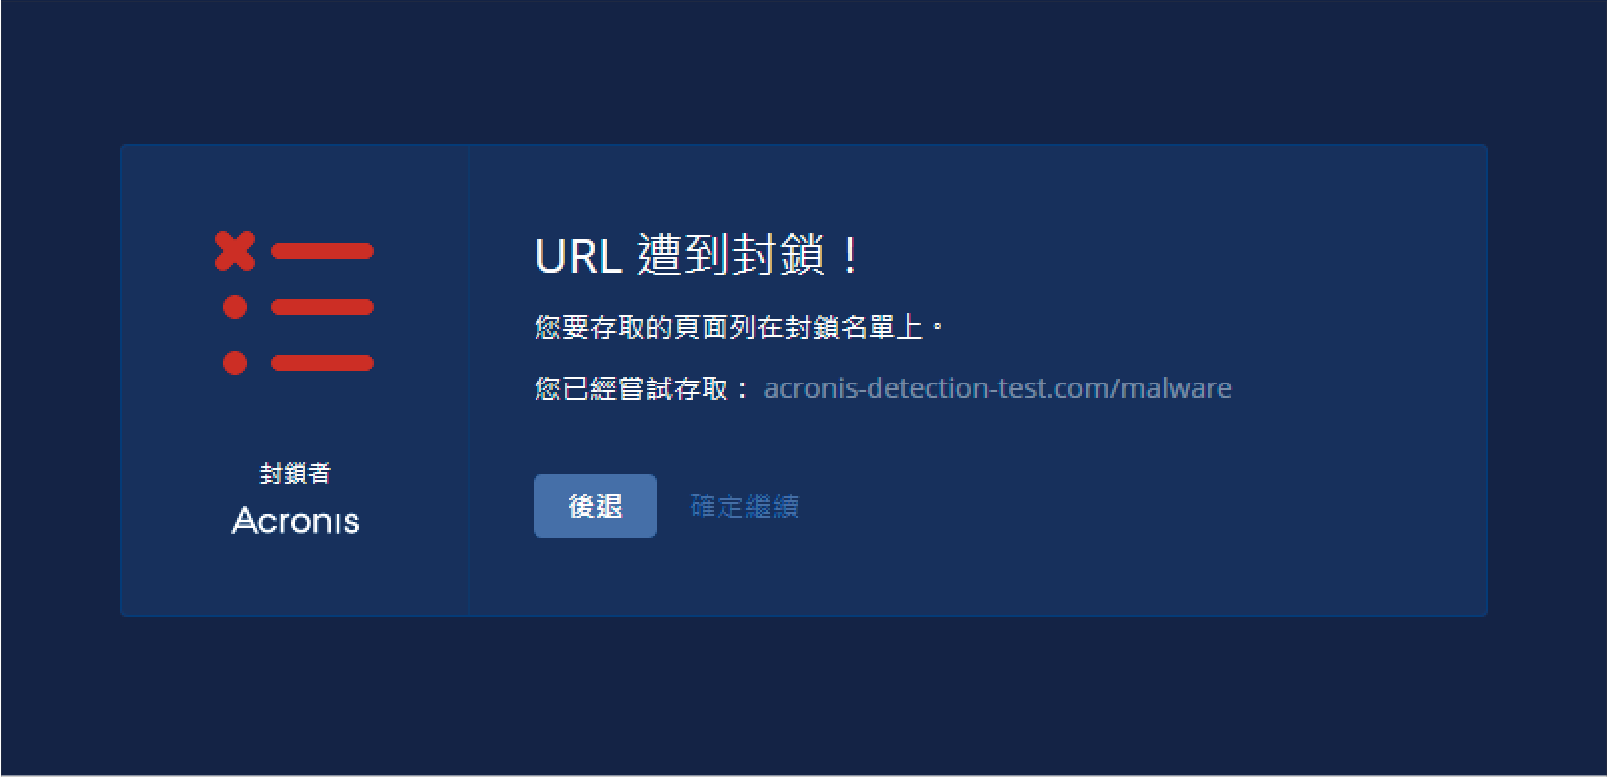 URL 遭到封鎖！
您要存取的頁面列在封鎖名單上。
您已經嘗試存取： acronis-detection-test.com/malware
後退 確定繼續
封鎖者
Acronis